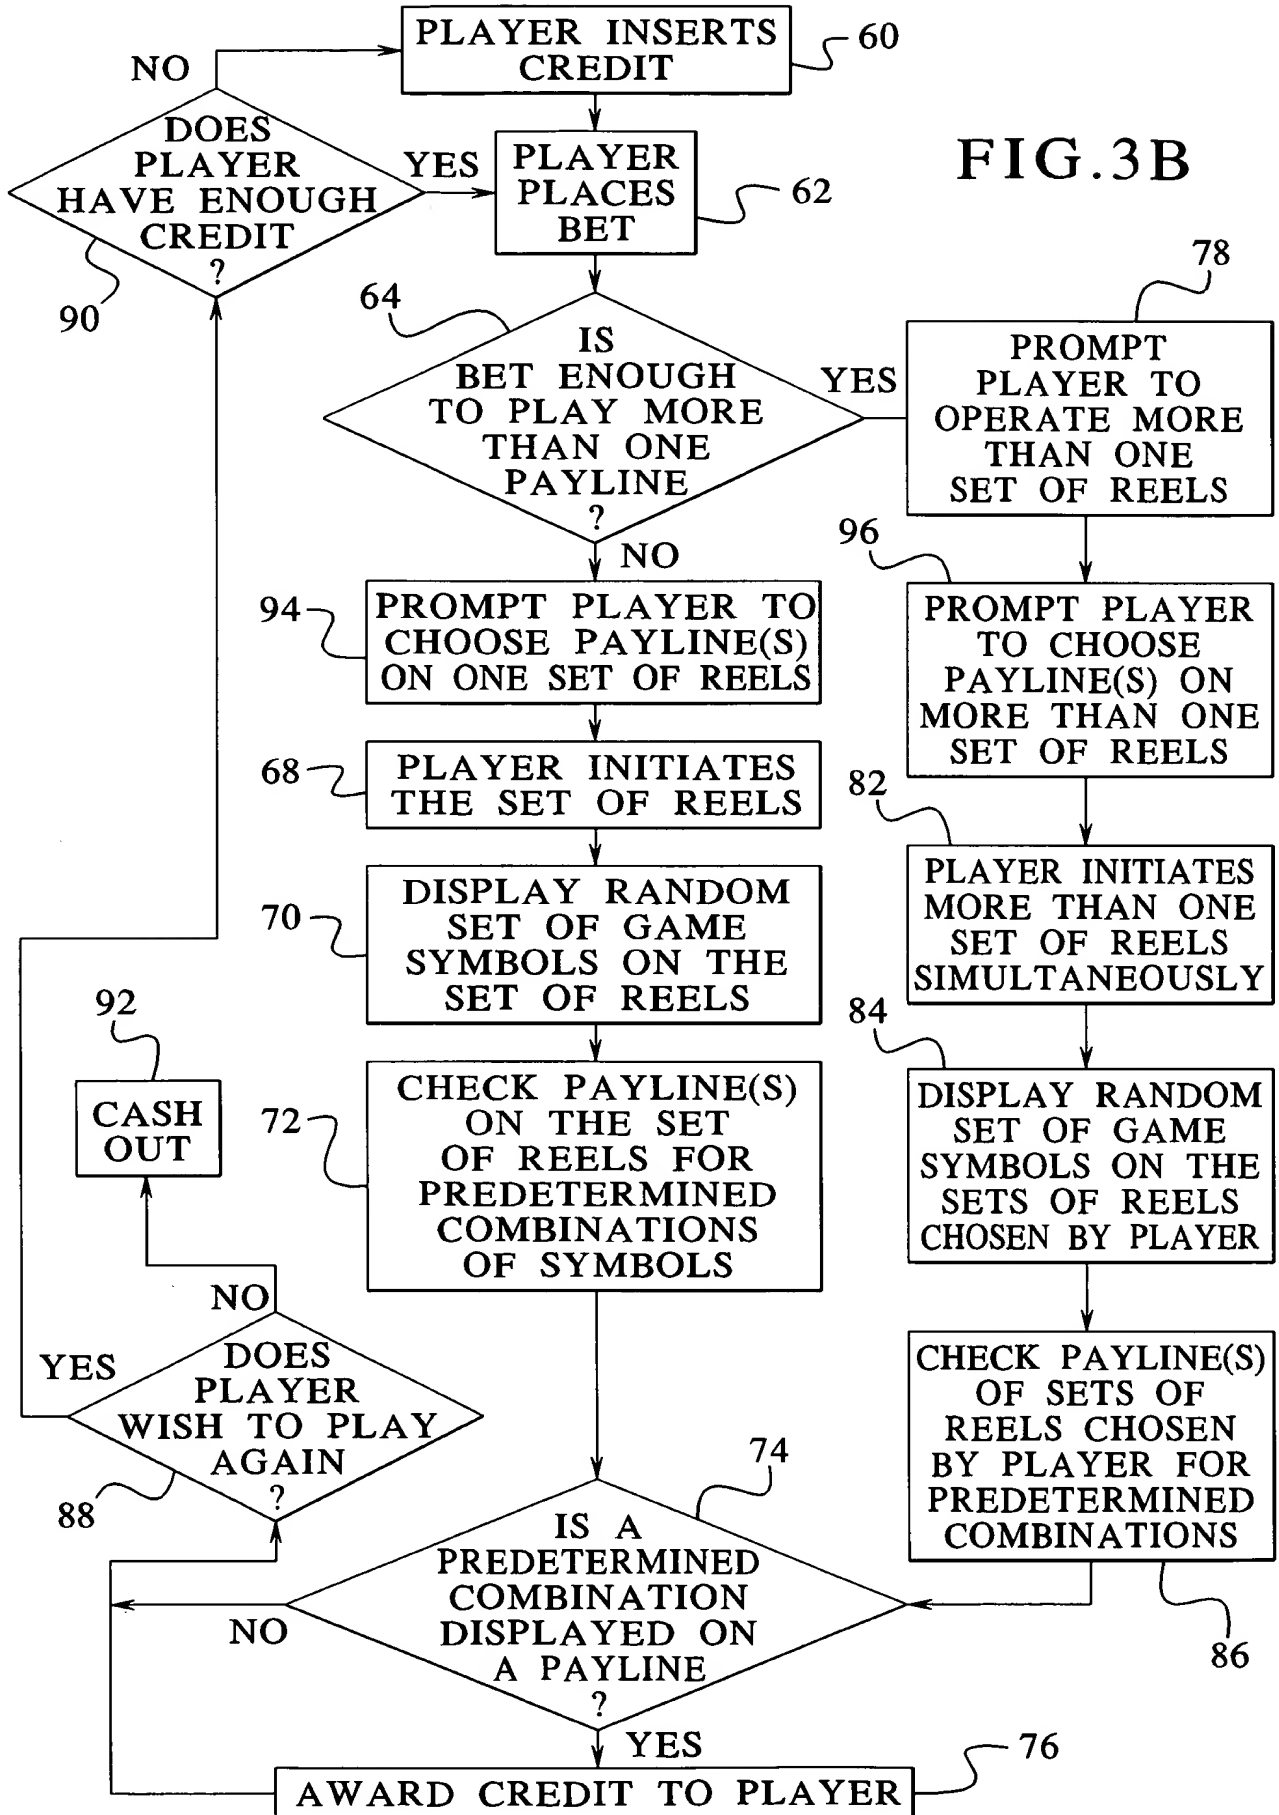 PLAYER INSERTS
CREDIT
60
NO
DOES
PLAYER
HAVE ENOUGH
CREDIT
?
90
YES
PLAYER
PLACES
BET
62
FIG.3B
64
IS
BET ENOUGH
TO PLAY MORE
THAN ONE
PAYLINE
?
YES
NO
78
PROMPT
PLAYER TO
OPERATE MORE
THAN ONE
SET OF REELS
94
PROMPT PLAYER TO
CHOOSE PAYLINE(S)
ON ONE SET OF REELS
96
PROMPT PLAYER
TO CHOOSE
PAYLINE(S) ON
MORE THAN ONE
SET OF REELS
68
PLAYER INITIATES
THE SET OF REELS
82
PLAYER INITIATES
MORE THAN ONE
SET OF REELS
SIMULTANEOUSLY
70
DISPLAY RANDOM
SET OF GAME
SYMBOLS ON THE
SET OF REELS
84
DISPLAY RANDOM
SET OF GAME
SYMBOLS ON THE
SETS OF REELS
CHOSEN BY PLAYER
92
CASH
OUT
72
CHECK PAYLINE(S)
ON THE SET
OF REELS FOR
PREDETERMINED
COMBINATIONS
OF SYMBOLS
NO
YES
DOES
PLAYER
WISH TO PLAY
AGAIN
?
88
CHECK PAYLINE(S)
OF SETS OF
REELS CHOSEN
BY PLAYER FOR
PREDETERMINED
COMBINATIONS
86
74
IS A
PREDETERMINED
COMBINATION
DISPLAYED ON
A PAYLINE
?
NO
YES
76
AWARD CREDIT TO PLAYER